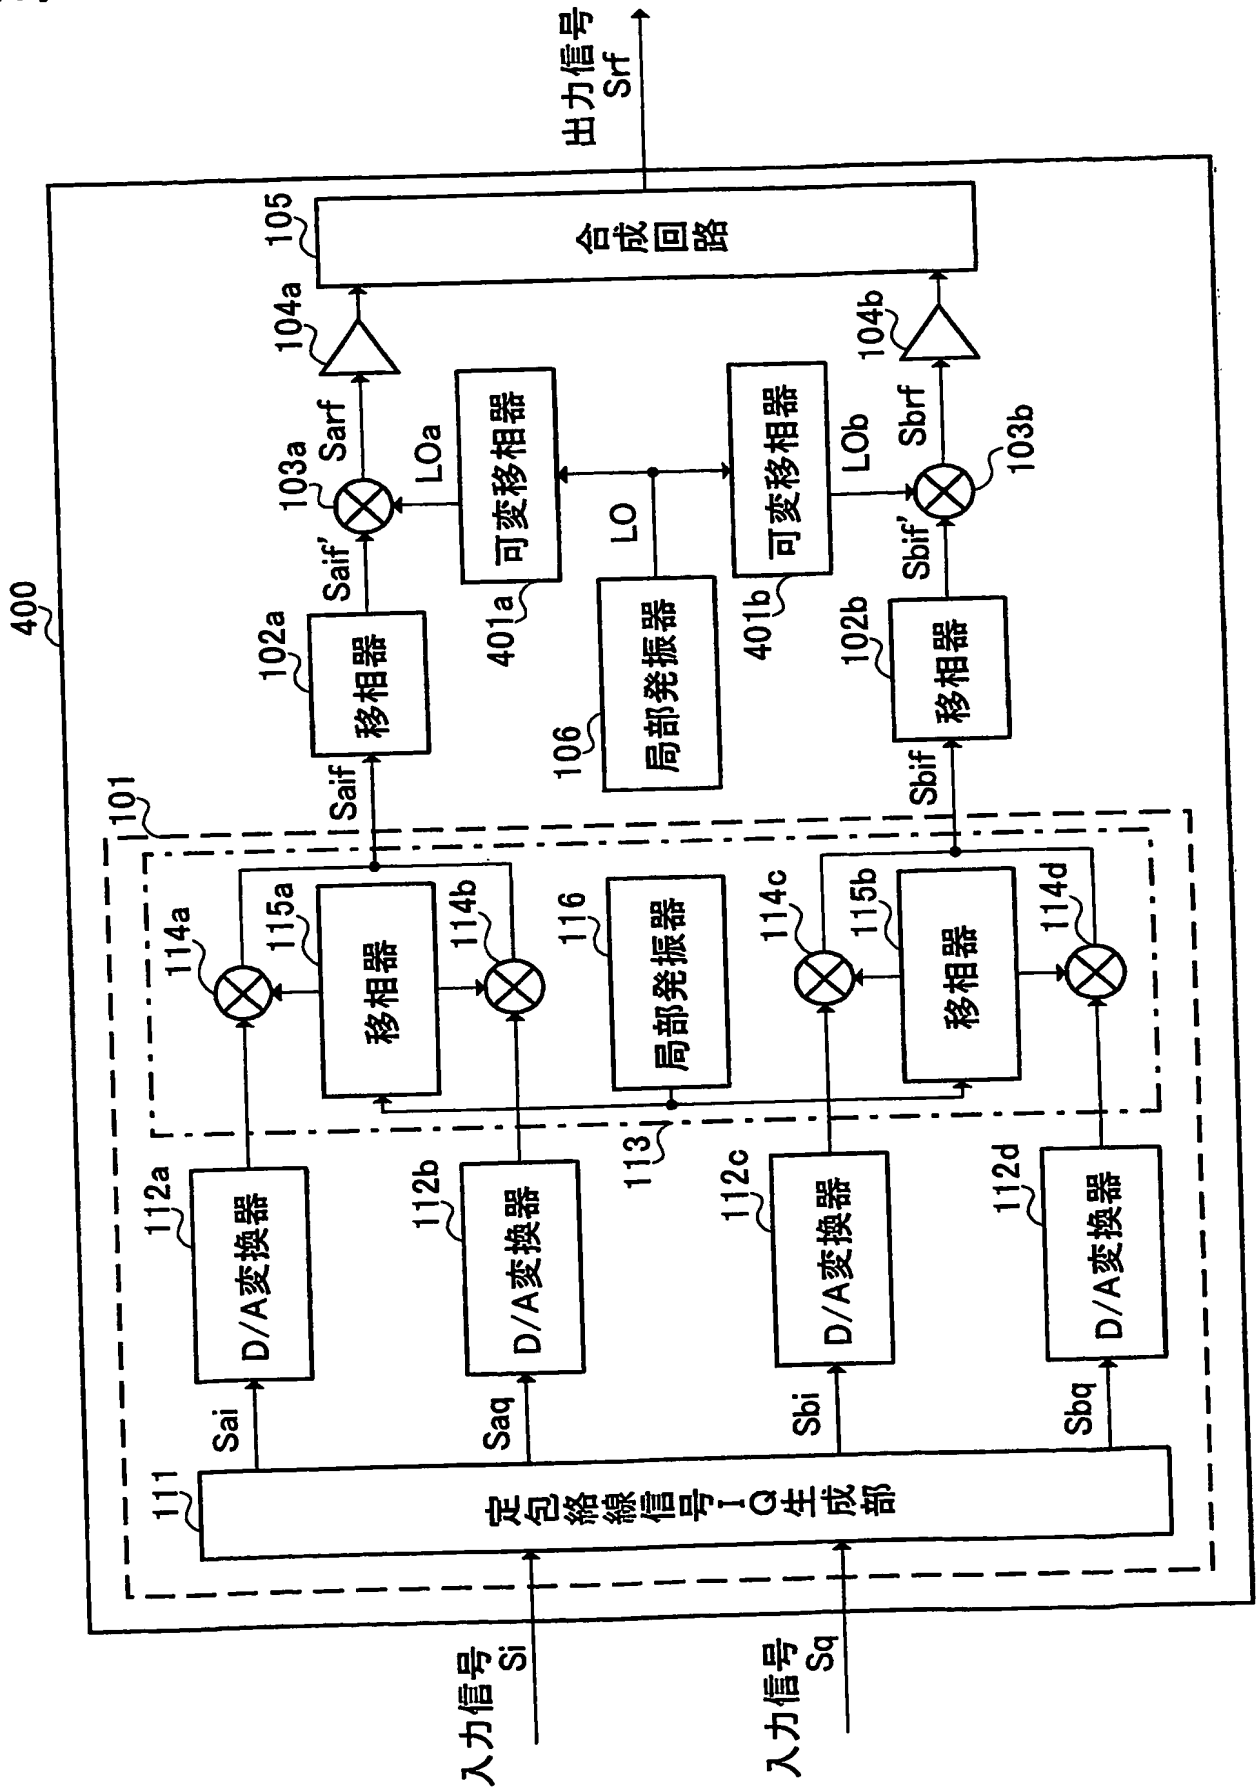 400
101
111
定包絡線信号IQ生成部
入力信号
Si
入力信号
Sq
Sai
Saq
Sbi
Sbq
112a
D/A変換器
112b
D/A変換器
112c
D/A変換器
112d
D/A変換器
113
114a
115a
移相器
114b
116
局部発振器
114c
115b
移相器
114d
Saif
102a
移相器
Saif'
103a
Sarf
104a
LOa
401a
可変移相器
106
局部発振器
LO
401b
可変移相器
LOb
Sbif
102b
移相器
Sbif'
103b
Sbrf
104b
105
合成回路
出力信号
Srf